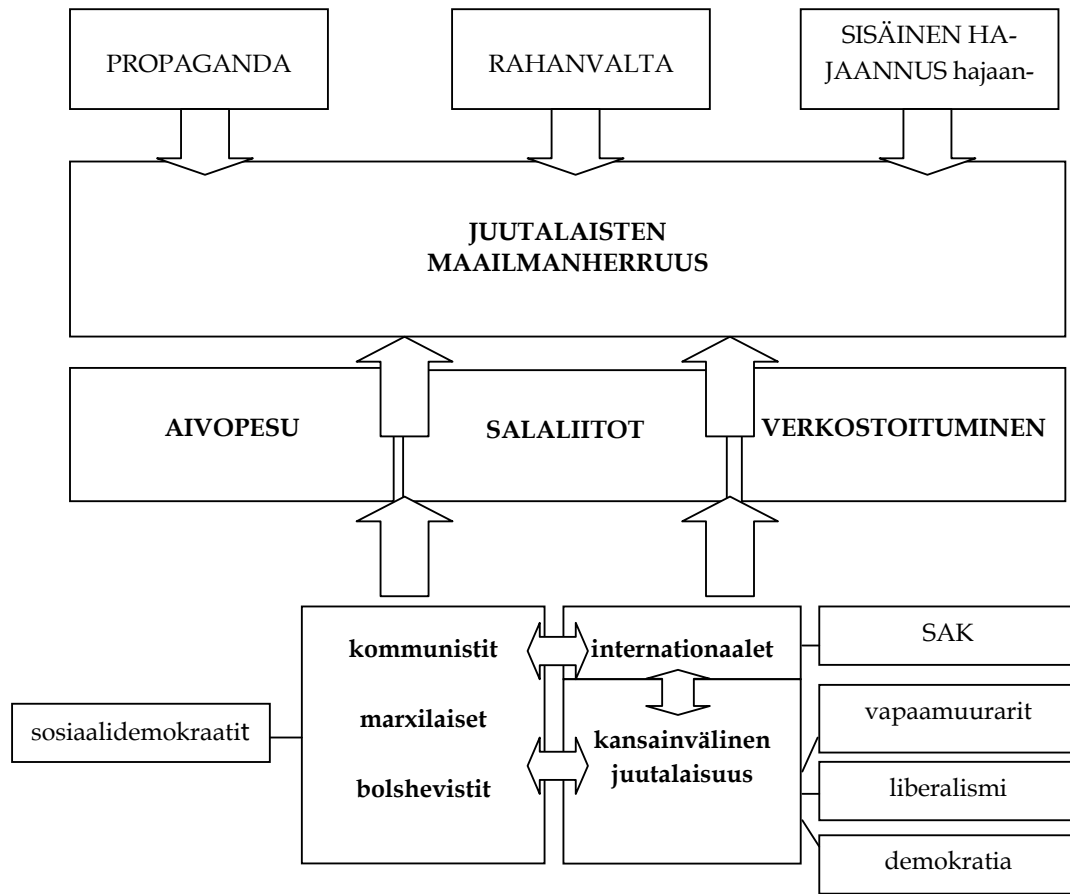 PROPAGANDA
RAHANVALTA
SISÄINEN HA-
JAANNUS hajaan-
JUUTALAISTEN
MAAILMANHERRUUS
AIVOPESU
SALALIITOT
VERKOSTOITUMINEN
kommunistit
internationaalet
SAK
sosiaalidemokraatit
marxilaiset
kansainvälinen
juutalaisuus
vapaamuurarit
bolshevistit
liberalismi
demokratia